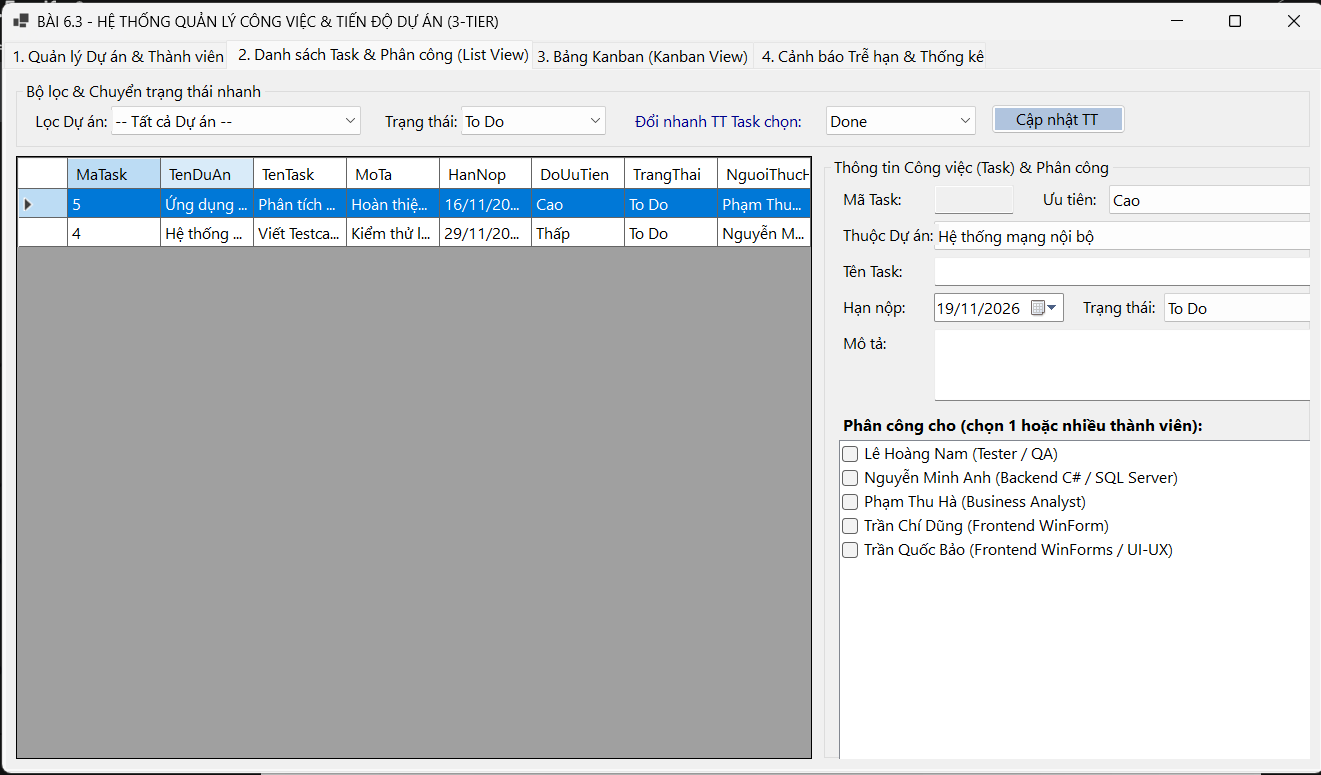 BÀI 6.3 - HỆ THỐNG QUẢN LÝ CÔNG VIỆC & TIẾN ĐỘ DỰ ÁN (3-TIER)
1. Quản lý Dự án & Thành viên 2. Danh sách Task & Phân công (List View) 3. Bảng Kanban (Kanban View) 4. Cảnh báo Trễ hạn & Thống kê
Bộ lọc & Chuyển trạng thái nhanh
Lọc Dự án: -- Tất cả Dự án -- Trạng thái: To Do Đổi nhanh TT Task chọn: Done Cập nhật TT
MaTask TenDuAn TenTask MoTa HanNop DoUuTien TrangThai NguoiThucH
5 Ứng dụng ... Phân tích ... Hoàn thiệ... 16/11/20... Cao To Do Phạm Thu...
4 Hệ thống ... Viết Testca... Kiểm thử l... 29/11/20... Thấp To Do Nguyễn M...
Thông tin Công việc (Task) & Phân công
Mã Task: Ưu tiên: Cao
Thuộc Dự án: Hệ thống mạng nội bộ
Tên Task:
Hạn nộp: 19/11/2026 Trạng thái: To Do
Mô tả:
Phân công cho (chọn 1 hoặc nhiều thành viên):
Lê Hoàng Nam (Tester / QA)
Nguyễn Minh Anh (Backend C# / SQL Server)
Phạm Thu Hà (Business Analyst)
Trần Chí Dũng (Frontend WinForm)
Trần Quốc Bảo (Frontend WinForms / UI-UX)